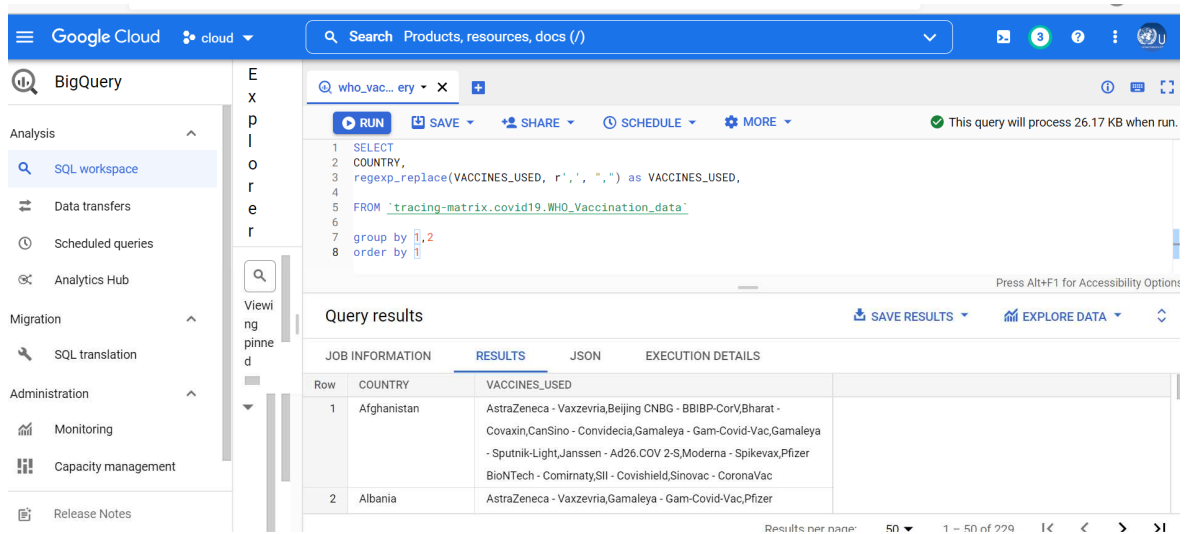 Google Cloud
cloud
Search Products, resources, docs (/)
3
U
BigQuery
Analysis
SQL workspace
Data transfers
Scheduled queries
Analytics Hub
Migration
SQL translation
Administration
Monitoring
Capacity management
Release Notes
E
x
p
l
o
r
e
r
Viewi
ng
pinne
d
who_vac... ery
RUN SAVE SHARE SCHEDULE MORE This query will process 26.17 KB when run.
1 SELECT
2 COUNTRY,
3 regexp_replace(VACCINES_USED, r',', ",") as VACCINES_USED,
4
5 FROM `tracing-matrix.covid19.WHO_Vaccination_data`
6
7 group by 1,2
8 order by 1
Press Alt+F1 for Accessibility Options
Query results SAVE RESULTS EXPLORE DATA
JOB INFORMATION RESULTS JSON EXECUTION DETAILS
Row COUNTRY VACCINES_USED
1 Afghanistan AstraZeneca - Vaxzevria,Beijing CNBG - BBIBP-CorV,Bharat -
Covaxin,CanSino - Convidecia,Gamaleya - Gam-Covid-Vac,Gamaleya
- Sputnik-Light,Janssen - Ad26.COV 2-S,Moderna - Spikevax,Pfizer
BioNTech - Comirnaty,SII - Covishield,Sinovac - CoronaVac
2 Albania AstraZeneca - Vaxzevria,Gamaleya - Gam-Covid-Vac,Pfizer
Results per page: 50 1 – 50 of 229